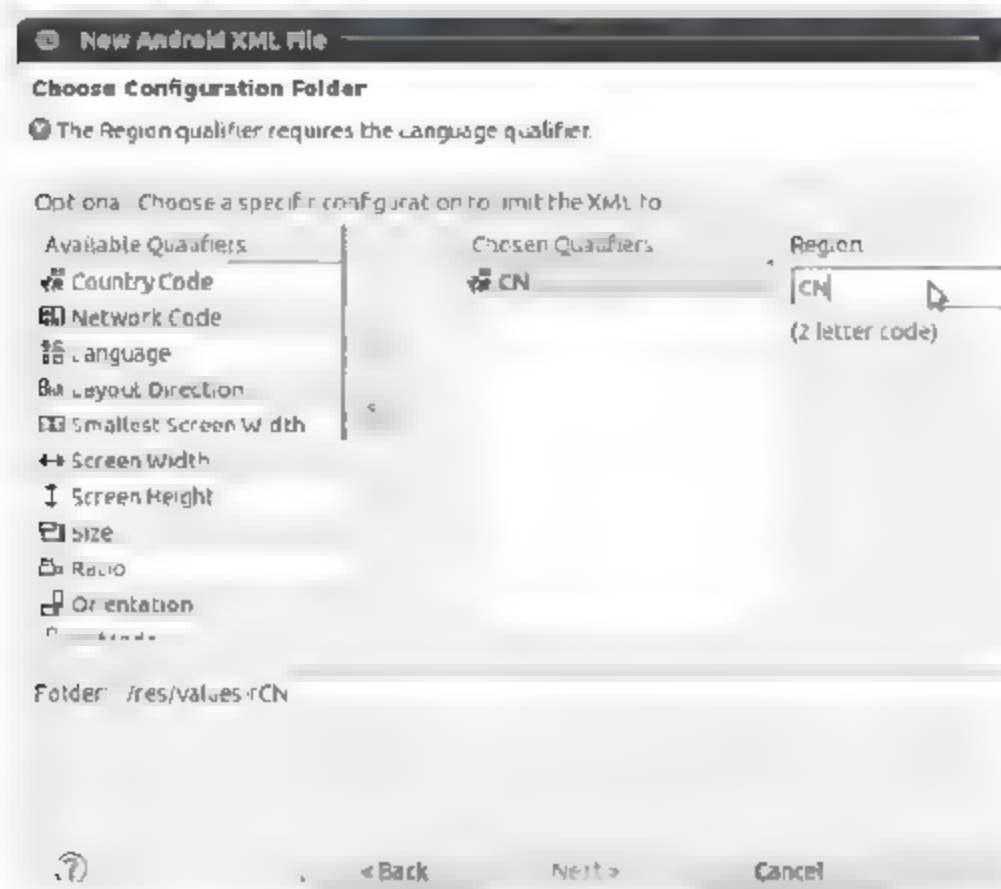 New Android XML File
Choose Configuration Folder
The Region qualifier requires the Language qualifier.
Optional Choose a specific configuration to limit the XML to
Available Qualifiers
Chosen Qualifiers
Region
Country Code
CN
CN
Network Code
(2 letter code)
Language
Layout Direction
Smallest Screen Width
Screen Width
Screen Height
Size
Ratio
Orientation
Folder: /res/values-rCN
< Back
Next >
Cancel